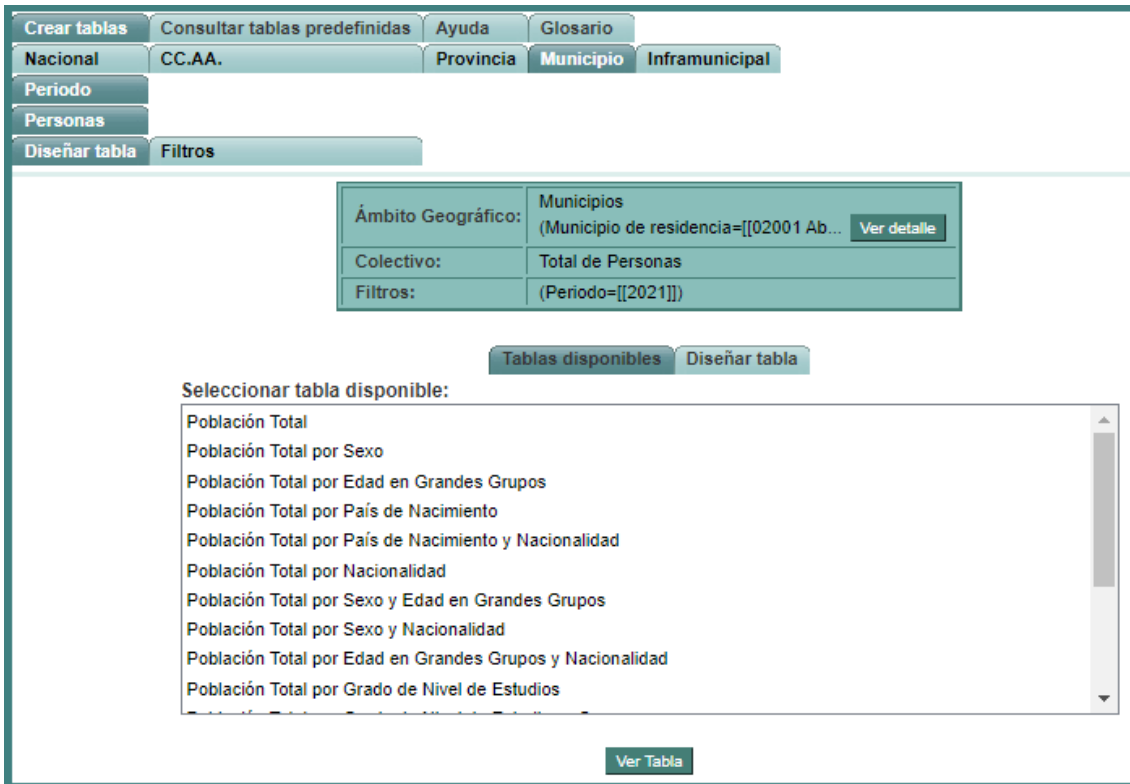 Crear tablas Consultar tablas predefinidas Ayuda Glosario
Nacional CC.AA. Provincia Municipio Inframunicipal
Periodo
Personas
Diseñar tabla Filtros
Ámbito Geográfico: Municipios
(Municipio de residencia=[[02001 Ab... Ver detalle
Colectivo: Total de Personas
Filtros: (Periodo=[[2021]])
Tablas disponibles Diseñar tabla
Seleccionar tabla disponible:
Población Total
Población Total por Sexo
Población Total por Edad en Grandes Grupos
Población Total por País de Nacimiento
Población Total por País de Nacimiento y Nacionalidad
Población Total por Nacionalidad
Población Total por Sexo y Edad en Grandes Grupos
Población Total por Sexo y Nacionalidad
Población Total por Edad en Grandes Grupos y Nacionalidad
Población Total por Grado de Nivel de Estudios
Ver Tabla